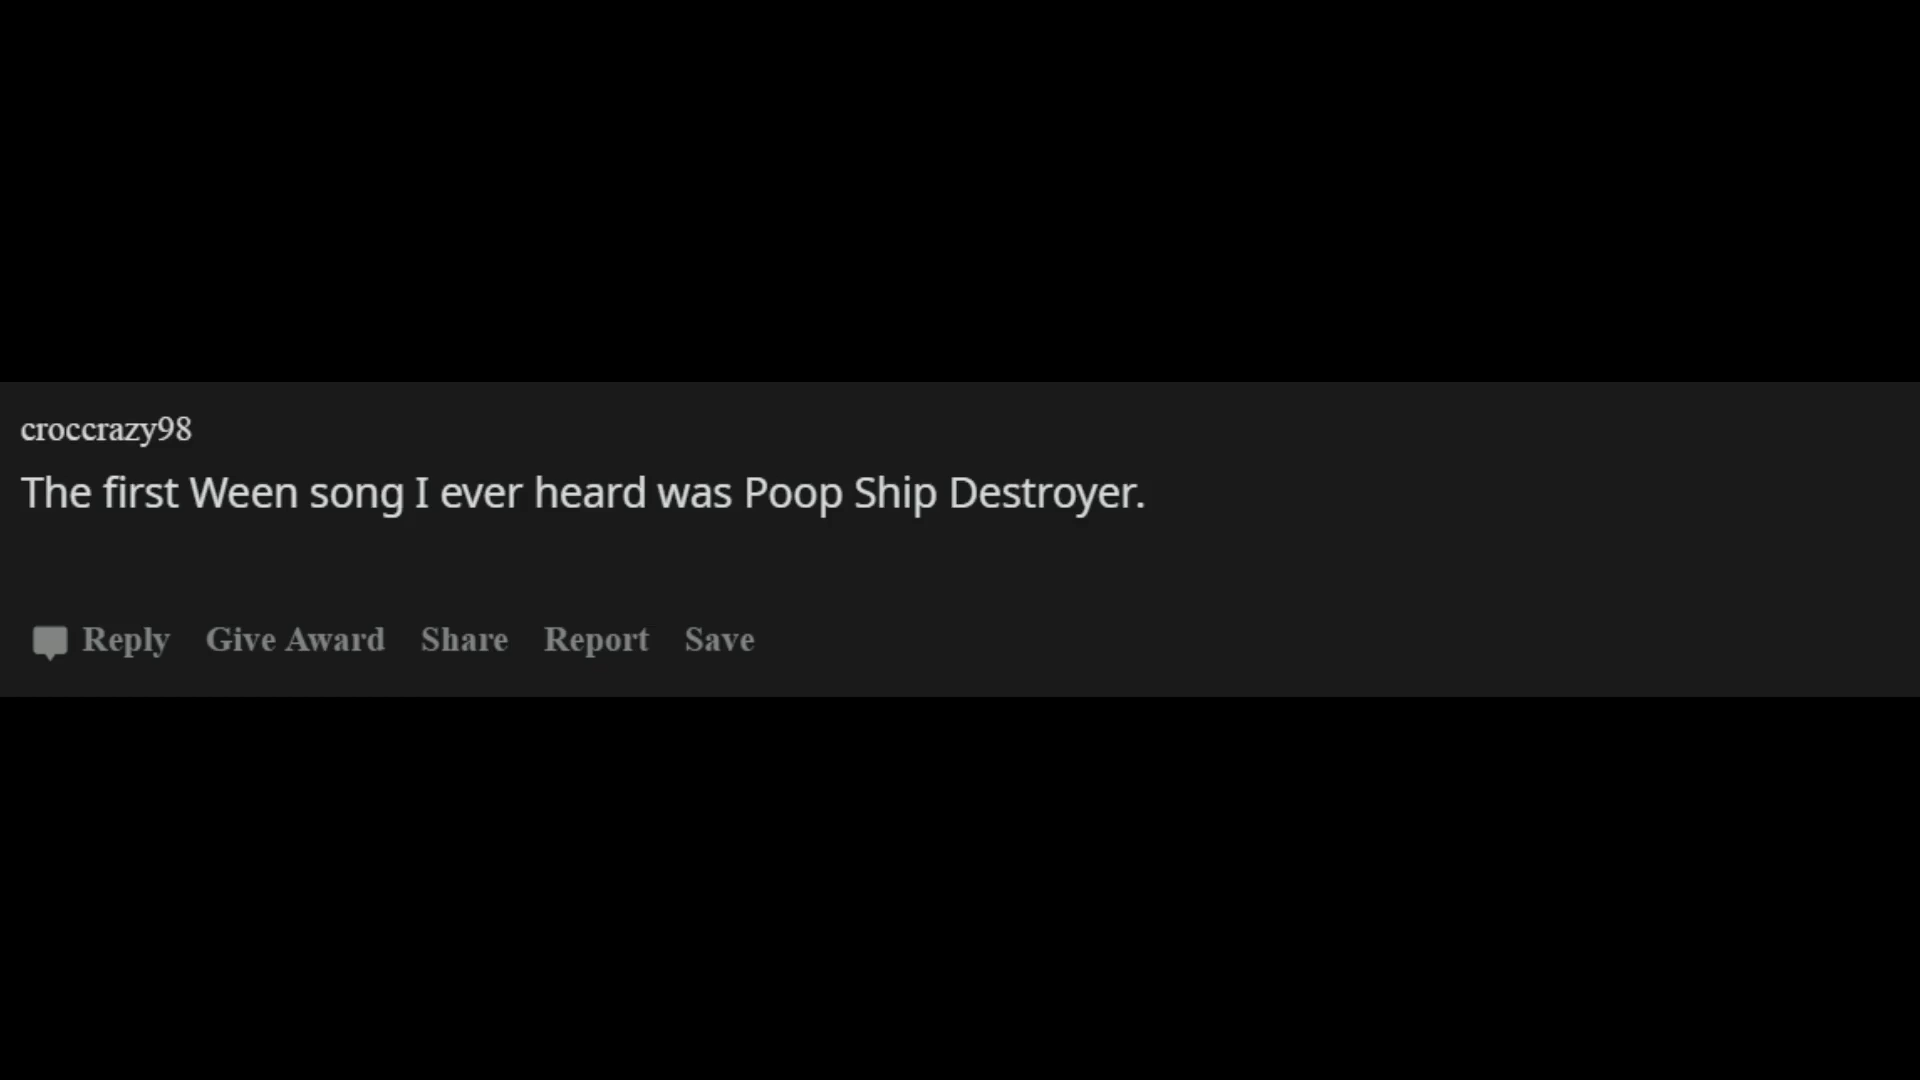 croccrazy98
The first Ween song I ever heard was Poop Ship Destroyer.
Reply Give Award Share Report Save